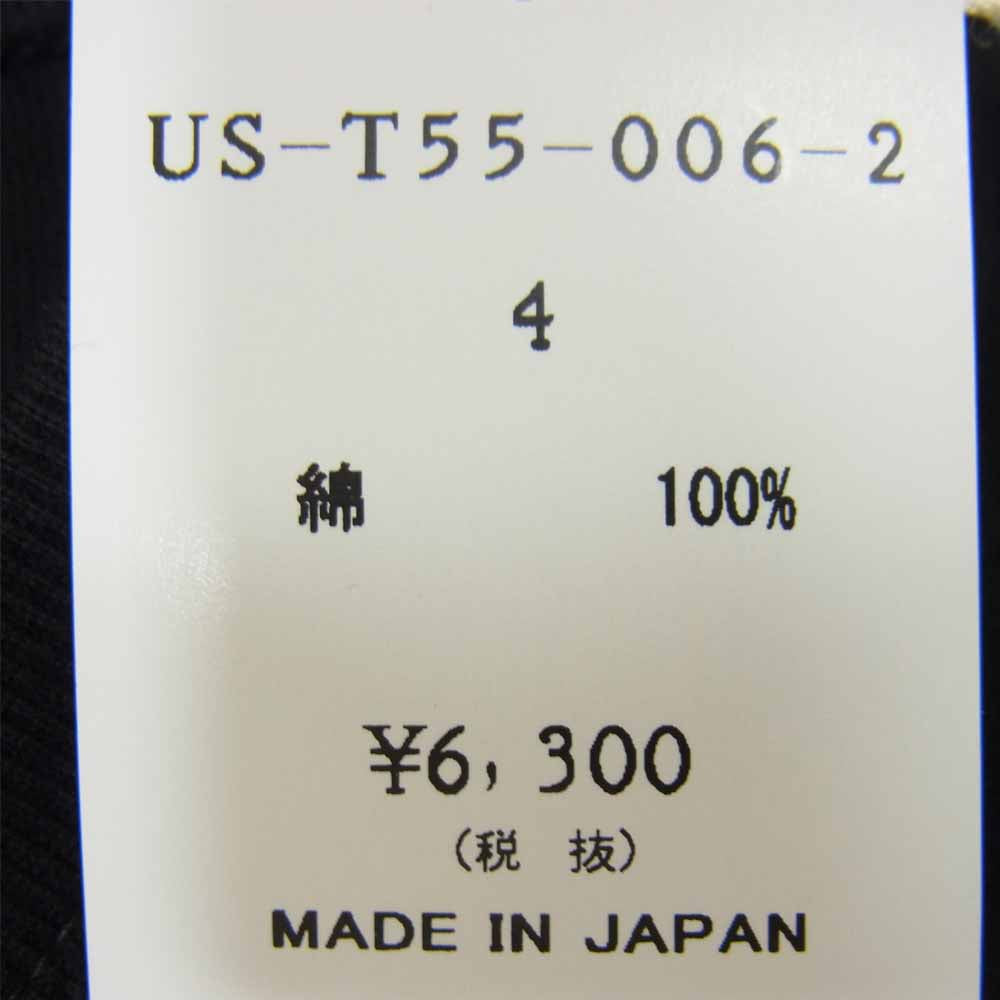 US-T55-006-2
4
綿 100%
¥6,300
(税 抜)
MADE IN JAPAN